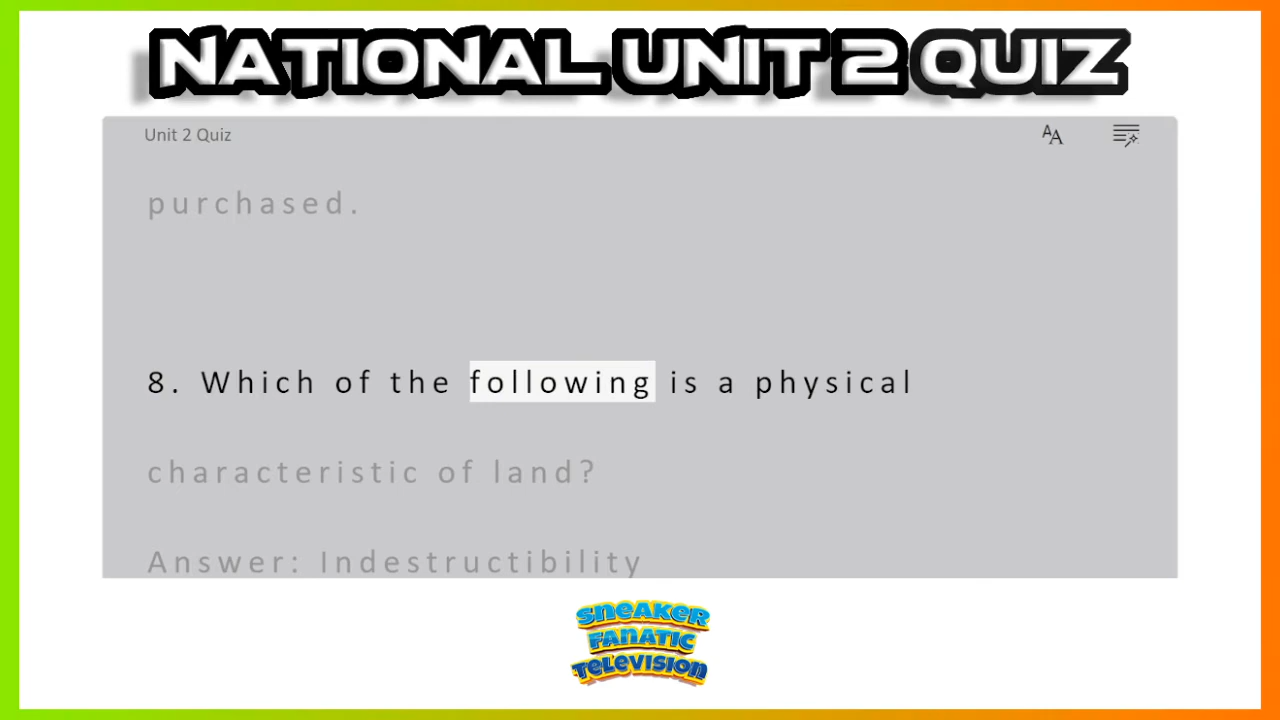 NATIONAL UNIT 2 QUIZ
Unit 2 Quiz
purchased.
8. Which of the following is a physical
characteristic of land?
Answer: Indestructibility
SNEAKER
FANATIC
TELEVISION